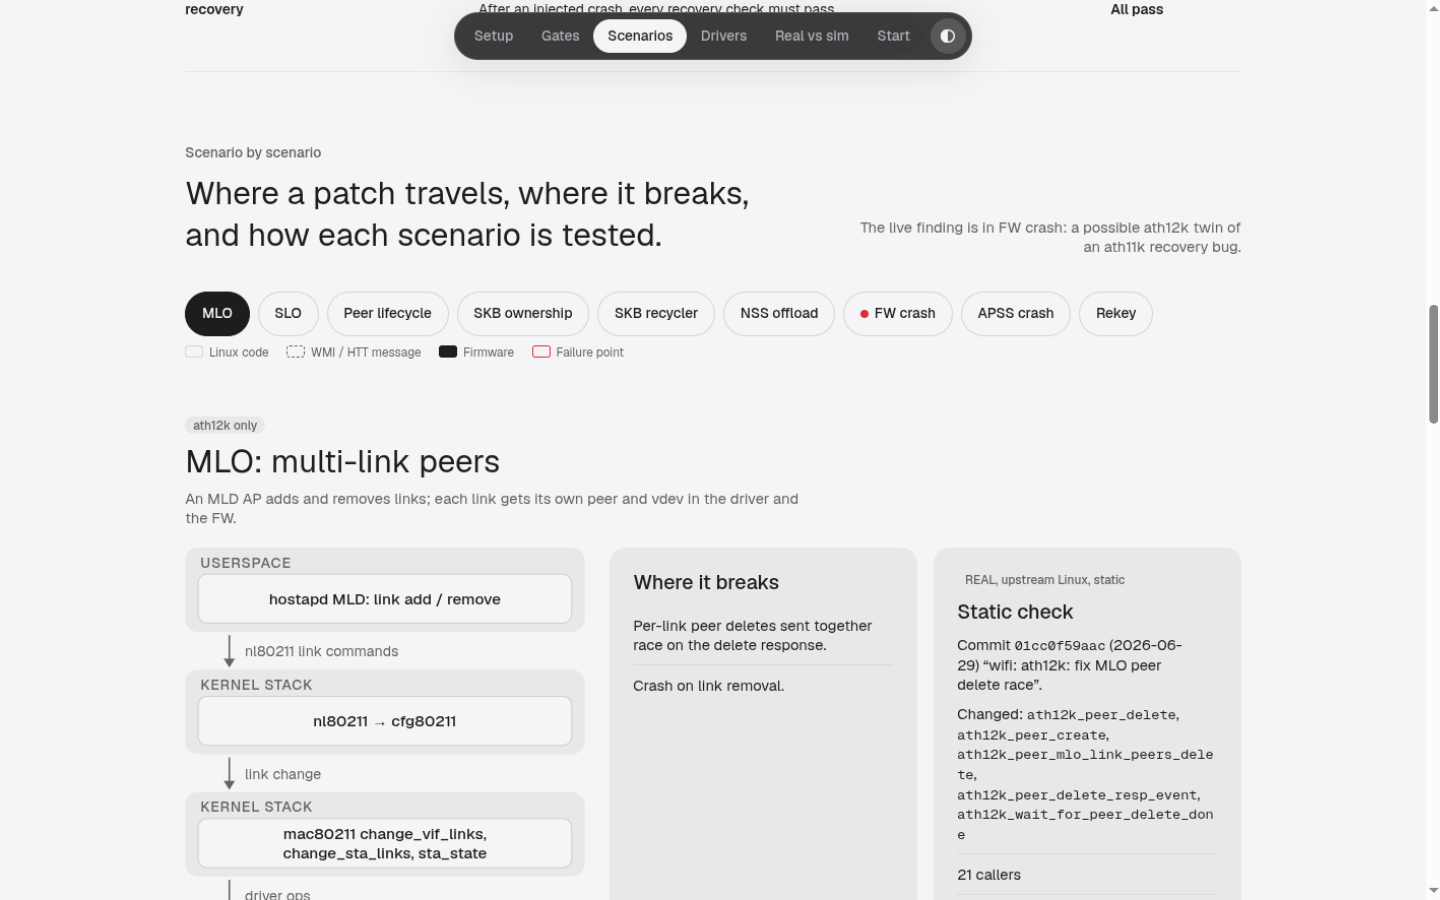 recovery
After an injected crash, every recovery check must pass
All pass
Setup
Gates
Scenarios
Drivers
Real vs sim
Start
Scenario by scenario
Where a patch travels, where it breaks,
and how each scenario is tested.
The live finding is in FW crash: a possible ath12k twin of
an ath11k recovery bug.
MLO
SLO
Peer lifecycle
SKB ownership
SKB recycler
NSS offload
FW crash
APSS crash
Rekey
Linux code
WMI / HTT message
Firmware
Failure point
ath12k only
MLO: multi-link peers
An MLD AP adds and removes links; each link gets its own peer and vdev in the driver and
the FW.
USERSPACE
hostapd MLD: link add / remove
nl80211 link commands
KERNEL STACK
nl80211 → cfg80211
link change
KERNEL STACK
mac80211 change_vif_links,
change_sta_links, sta_state
driver ops
Where it breaks
Per-link peer deletes sent together
race on the delete response.
Crash on link removal.
REAL, upstream Linux, static
Static check
Commit 01cc0f59aac (2026-06-
29) “wifi: ath12k: fix MLO peer
delete race”.
Changed: ath12k_peer_delete,
ath12k_peer_create,
ath12k_peer_mlo_link_peers_dele
te,
ath12k_peer_delete_resp_event,
ath12k_wait_for_peer_delete_don
e
21 callers